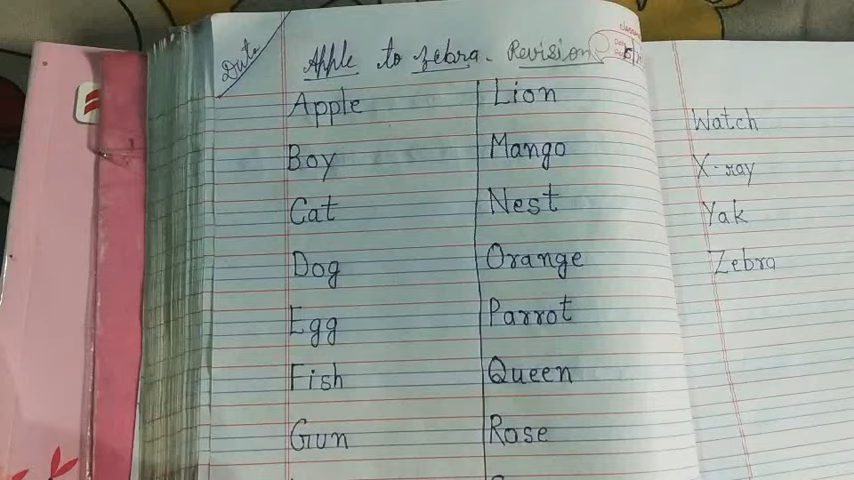 Date
Apple to Zebra. Revision
Apple
Boy
Cat
Dog
Egg
Fish
Gun
Lion
Mango
Nest
Orange
Parrot
Queen
Rose
Watch
X-ray
Yak
Zebra